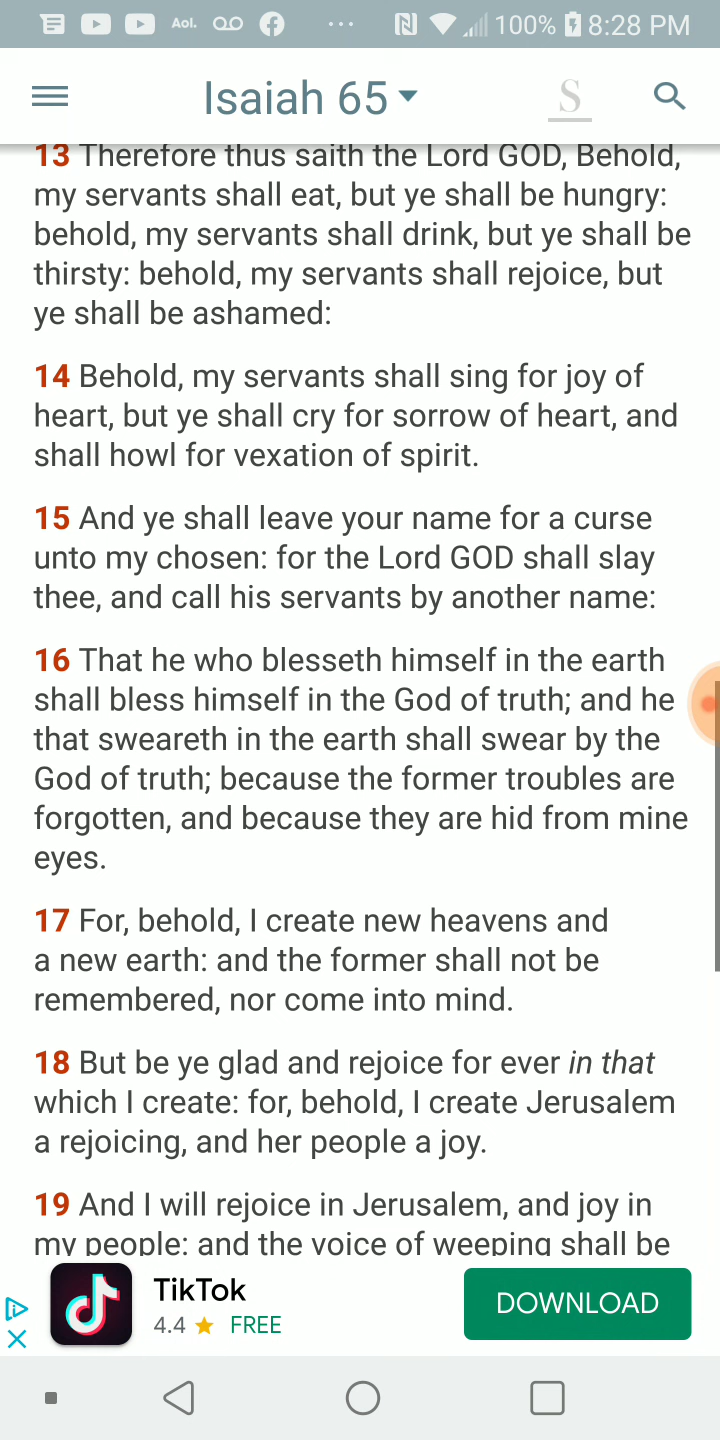 Aol. 100% 8:28 PM
Isaiah 65 S
13 Therefore thus saith the Lord GOD, Behold,
my servants shall eat, but ye shall be hungry:
behold, my servants shall drink, but ye shall be
thirsty: behold, my servants shall rejoice, but
ye shall be ashamed:
14 Behold, my servants shall sing for joy of
heart, but ye shall cry for sorrow of heart, and
shall howl for vexation of spirit.
15 And ye shall leave your name for a curse
unto my chosen: for the Lord GOD shall slay
thee, and call his servants by another name:
16 That he who blesseth himself in the earth
shall bless himself in the God of truth; and he
that sweareth in the earth shall swear by the
God of truth; because the former troubles are
forgotten, and because they are hid from mine
eyes.
17 For, behold, I create new heavens and
a new earth: and the former shall not be
remembered, nor come into mind.
18 But be ye glad and rejoice for ever in that
which I create: for, behold, I create Jerusalem
a rejoicing, and her people a joy.
19 And I will rejoice in Jerusalem, and joy in
my people: and the voice of weeping shall be
TikTok
4.4 ★ FREE
DOWNLOAD